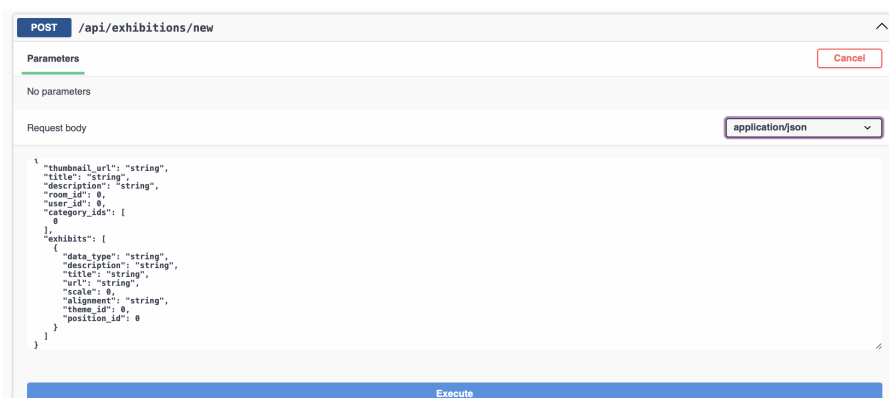 POST /api/exhibitions/new
Parameters
Cancel
No parameters
Request body
application/json
{
"thumbnail_url": "string",
"title": "string",
"description": "string",
"room_id": 0,
"user_id": 0,
"category_ids": [
0
],
"exhibits": [
{
"data_type": "string",
"description": "string",
"title": "string",
"url": "string",
"scale": 0,
"alignment": "string",
"theme_id": 0,
"position_id": 0
}
]
}
Execute